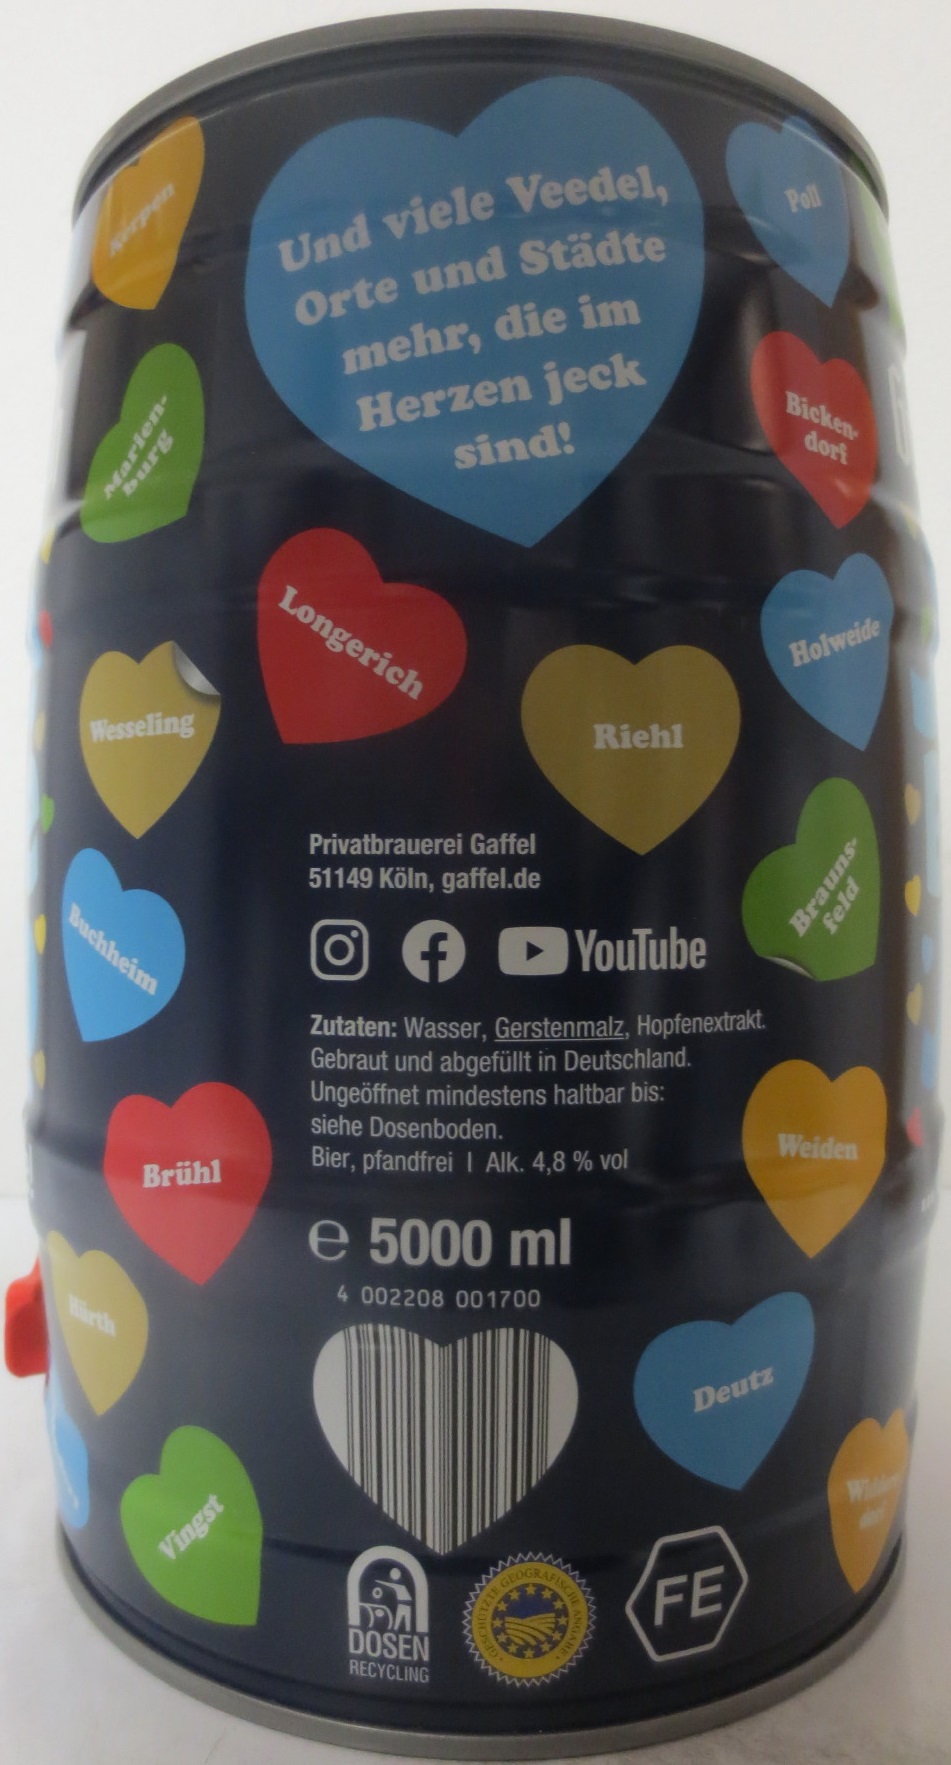 Kerpen
Und viele Veedel,
Orte und Städte
mehr, die im
Herzen jeck
sind!
Poll
Marien-
burg
Bicken-
dorf
Longerich
Holweide
Wesseling
Riehl
Privatbrauerei Gaffel
51149 Köln, gaffel.de
Buchheim
Brauns-
feld
YouTube
Zutaten: Wasser, Gerstenmalz, Hopfenextrakt.
Gebraut und abgefüllt in Deutschland.
Ungeöffnet mindestens haltbar bis:
siehe Dosenboden.
Bier, pfandfrei | Alk. 4,8 % vol
Brühl
Weiden
℮ 5000 ml
4 002208 001700
Hürth
Deutz
Vingst
DOSEN
RECYCLING
GESCHÜTZTE GEOGRAFISCHE ANGABE
FE